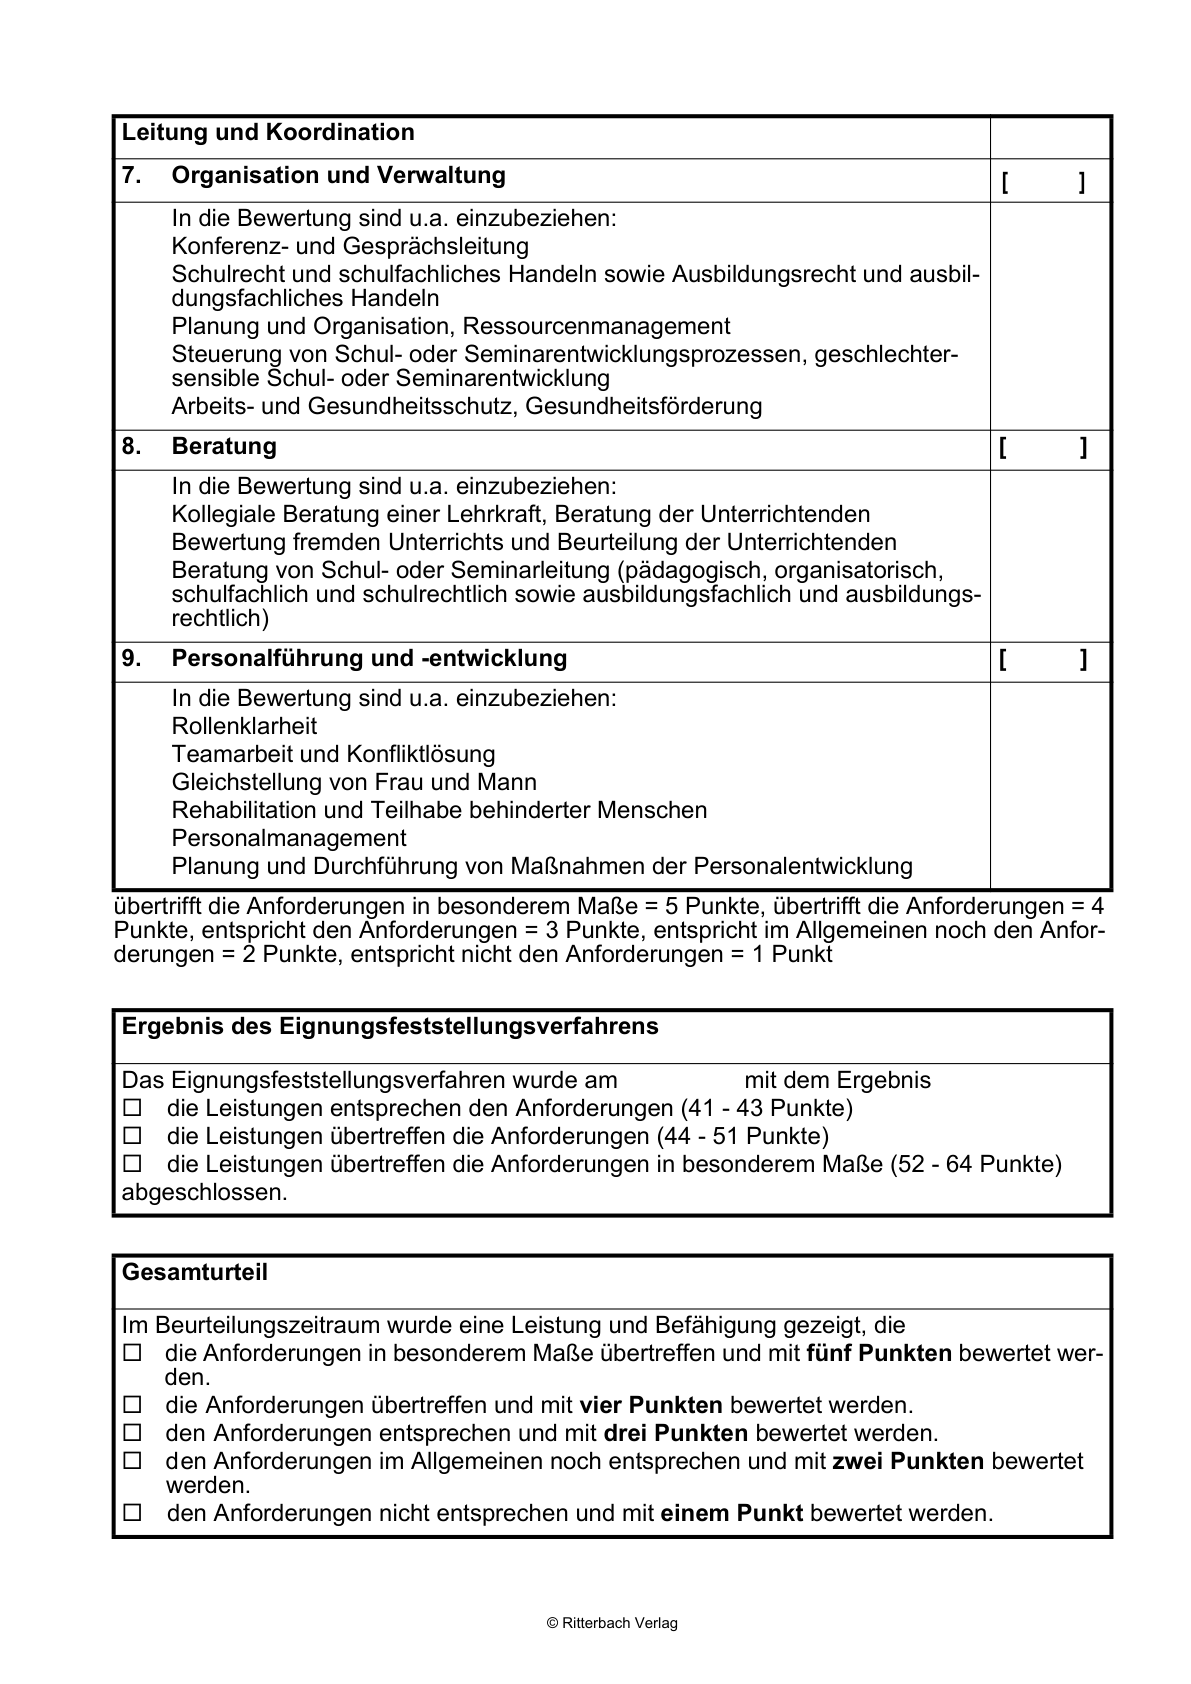 Leitung und Koordination
7. Organisation und Verwaltung [ ]
In die Bewertung sind u.a. einzubeziehen:
Konferenz- und Gesprächsleitung
Schulrecht und schulfachliches Handeln sowie Ausbildungsrecht und ausbil-
dungsfachliches Handeln
Planung und Organisation, Ressourcenmanagement
Steuerung von Schul- oder Seminarentwicklungsprozessen, geschlechter-
sensible Schul- oder Seminarentwicklung
Arbeits- und Gesundheitsschutz, Gesundheitsförderung
8. Beratung [ ]
In die Bewertung sind u.a. einzubeziehen:
Kollegiale Beratung einer Lehrkraft, Beratung der Unterrichtenden
Bewertung fremden Unterrichts und Beurteilung der Unterrichtenden
Beratung von Schul- oder Seminarleitung (pädagogisch, organisatorisch,
schulfachlich und schulrechtlich sowie ausbildungsfachlich und ausbildungs-
rechtlich)
9. Personalführung und -entwicklung [ ]
In die Bewertung sind u.a. einzubeziehen:
Rollenklarheit
Teamarbeit und Konfliktlösung
Gleichstellung von Frau und Mann
Rehabilitation und Teilhabe behinderter Menschen
Personalmanagement
Planung und Durchführung von Maßnahmen der Personalentwicklung
übertrifft die Anforderungen in besonderem Maße = 5 Punkte, übertrifft die Anforderungen = 4
Punkte, entspricht den Anforderungen = 3 Punkte, entspricht im Allgemeinen noch den Anfor-
derungen = 2 Punkte, entspricht nicht den Anforderungen = 1 Punkt
Ergebnis des Eignungsfeststellungsverfahrens
Das Eignungsfeststellungsverfahren wurde am mit dem Ergebnis
☐ die Leistungen entsprechen den Anforderungen (41 - 43 Punkte)
☐ die Leistungen übertreffen die Anforderungen (44 - 51 Punkte)
☐ die Leistungen übertreffen die Anforderungen in besonderem Maße (52 - 64 Punkte)
abgeschlossen.
Gesamturteil
Im Beurteilungszeitraum wurde eine Leistung und Befähigung gezeigt, die
☐ die Anforderungen in besonderem Maße übertreffen und mit fünf Punkten bewertet wer-
den.
☐ die Anforderungen übertreffen und mit vier Punkten bewertet werden.
☐ den Anforderungen entsprechen und mit drei Punkten bewertet werden.
☐ den Anforderungen im Allgemeinen noch entsprechen und mit zwei Punkten bewertet
werden.
☐ den Anforderungen nicht entsprechen und mit einem Punkt bewertet werden.
© Ritterbach Verlag